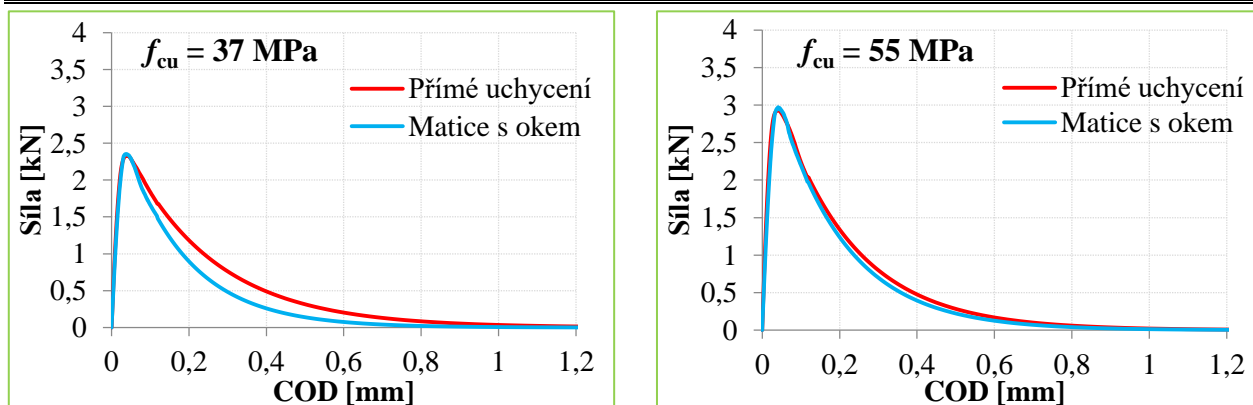 f_cu = 37 MPa
Přímé uchycení
Matice s okem
Síla [kN]
4
3,5
3
2,5
2
1,5
1
0,5
0
0 0,2 0,4 0,6 0,8 1 1,2
COD [mm]
f_cu = 55 MPa
Přímé uchycení
Matice s okem
Síla [kN]
4
3,5
3
2,5
2
1,5
1
0,5
0
0 0,2 0,4 0,6 0,8 1 1,2
COD [mm]